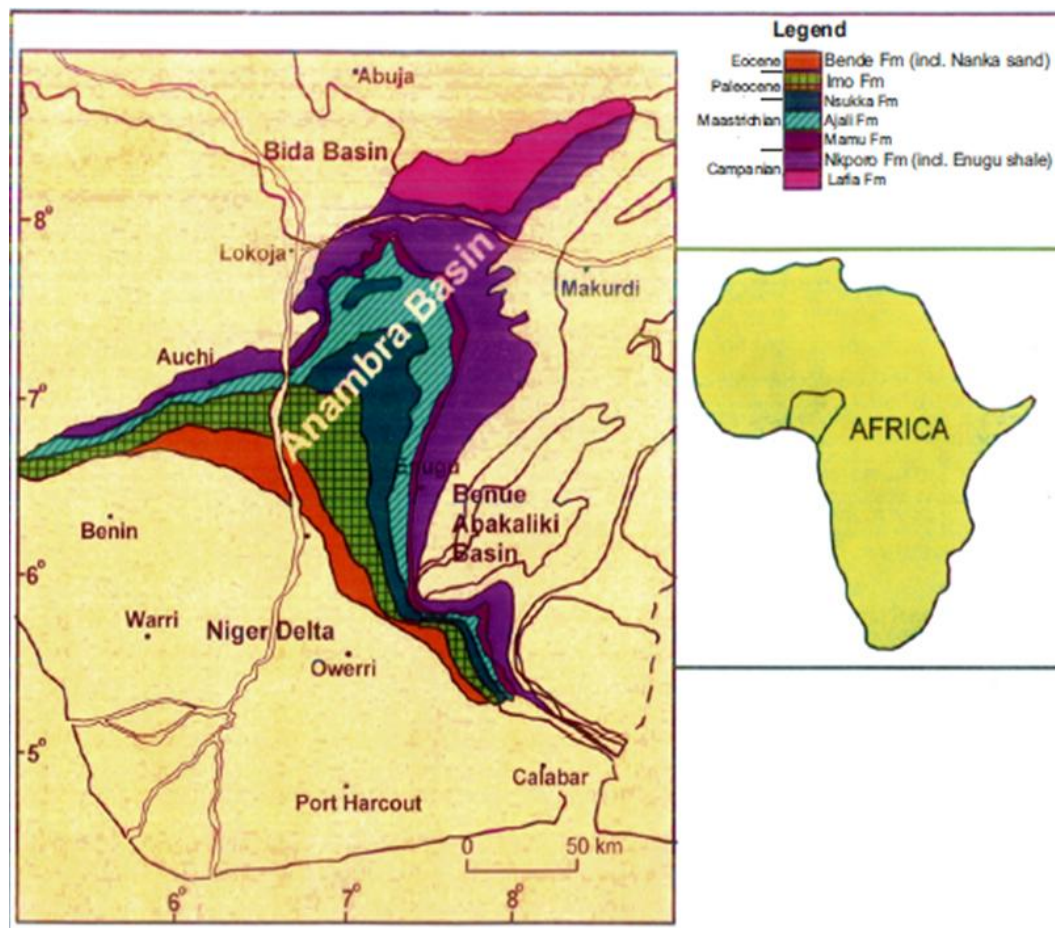 Legend
Eocene
Bende Fm (incl. Nanka sand)
Paleocene
Imo Fm
Nsukka Fm
Maastrichian
Ajali Fm
Mamu Fm
Campanian
Nkporo Fm (incl. Enugu shale)
Lafia Fm
Abuja
Bida Basin
8°
Lokoja
Makurdi
Anambra Basin
Auchi
7°
Enugu
Benue
Abakaliki
Basin
Benin
6°
Warri
Niger Delta
Owerri
5°
Calabar
Port Harcout
0 50 km
6° 7° 8°
AFRICA